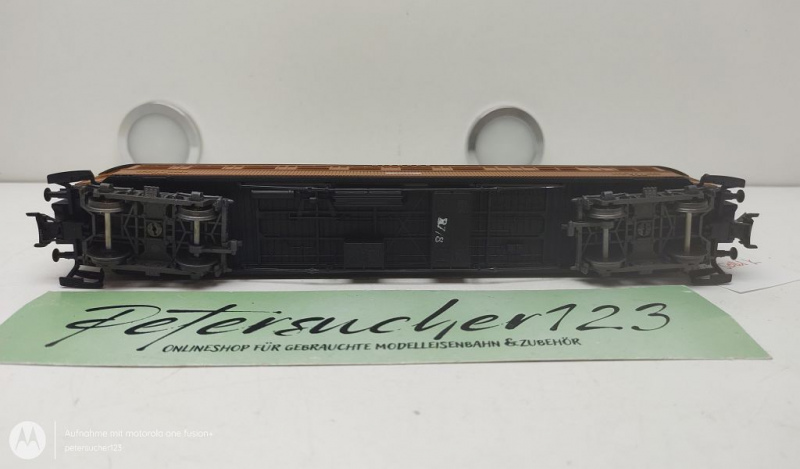 Petersucher123
ONLINESHOP FÜR GEBRAUCHTE MODELLEISENBAHN & ZUBEHÖR
Aufnahme mit motorola one fusion+
petersucher123